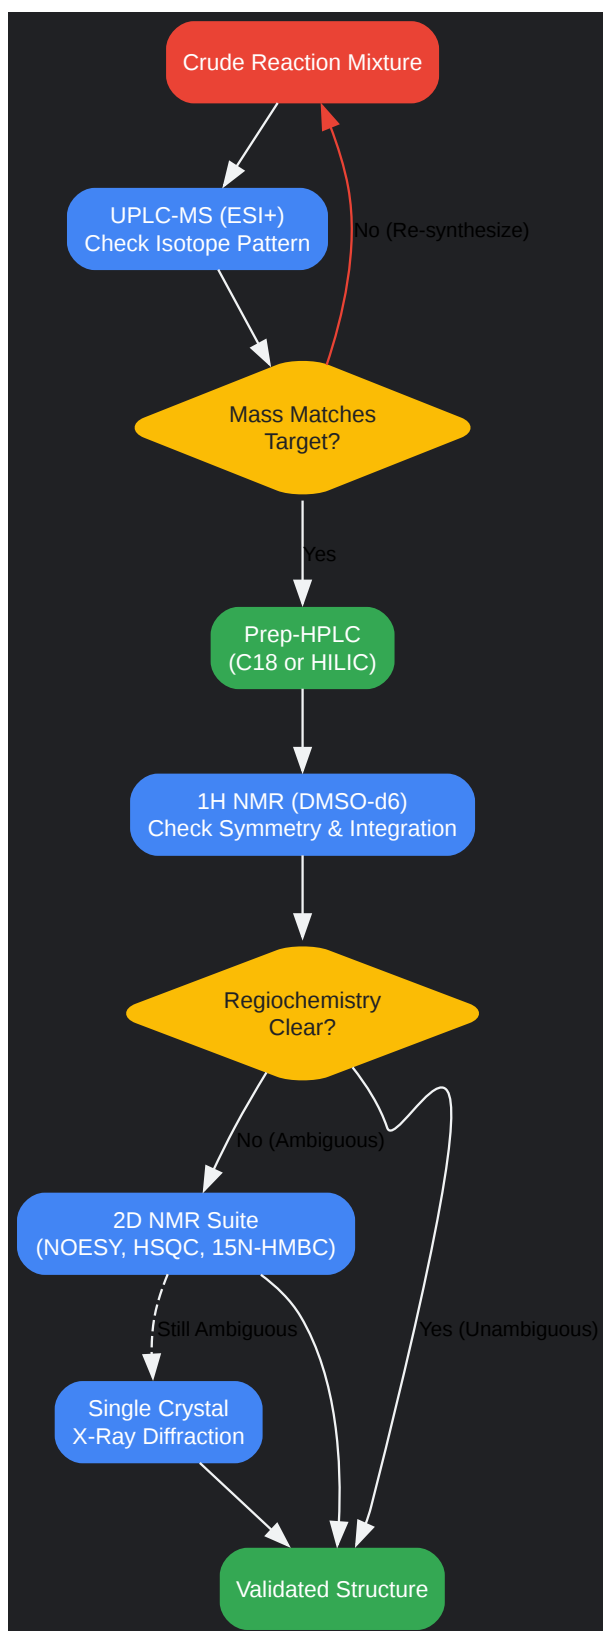 Crude Reaction Mixture
UPLC-MS (ESI+)
Check Isotope Pattern
No (Re-synthesize)
Mass Matches
Target?
Yes
Prep-HPLC
(C18 or HILIC)
1H NMR (DMSO-d6)
Check Symmetry & Integration
Regiochemistry
Clear?
No (Ambiguous)
2D NMR Suite
(NOESY, HSQC, 15N-HMBC)
Still Ambiguous
Yes (Unambiguous)
Single Crystal
X-Ray Diffraction
Validated Structure